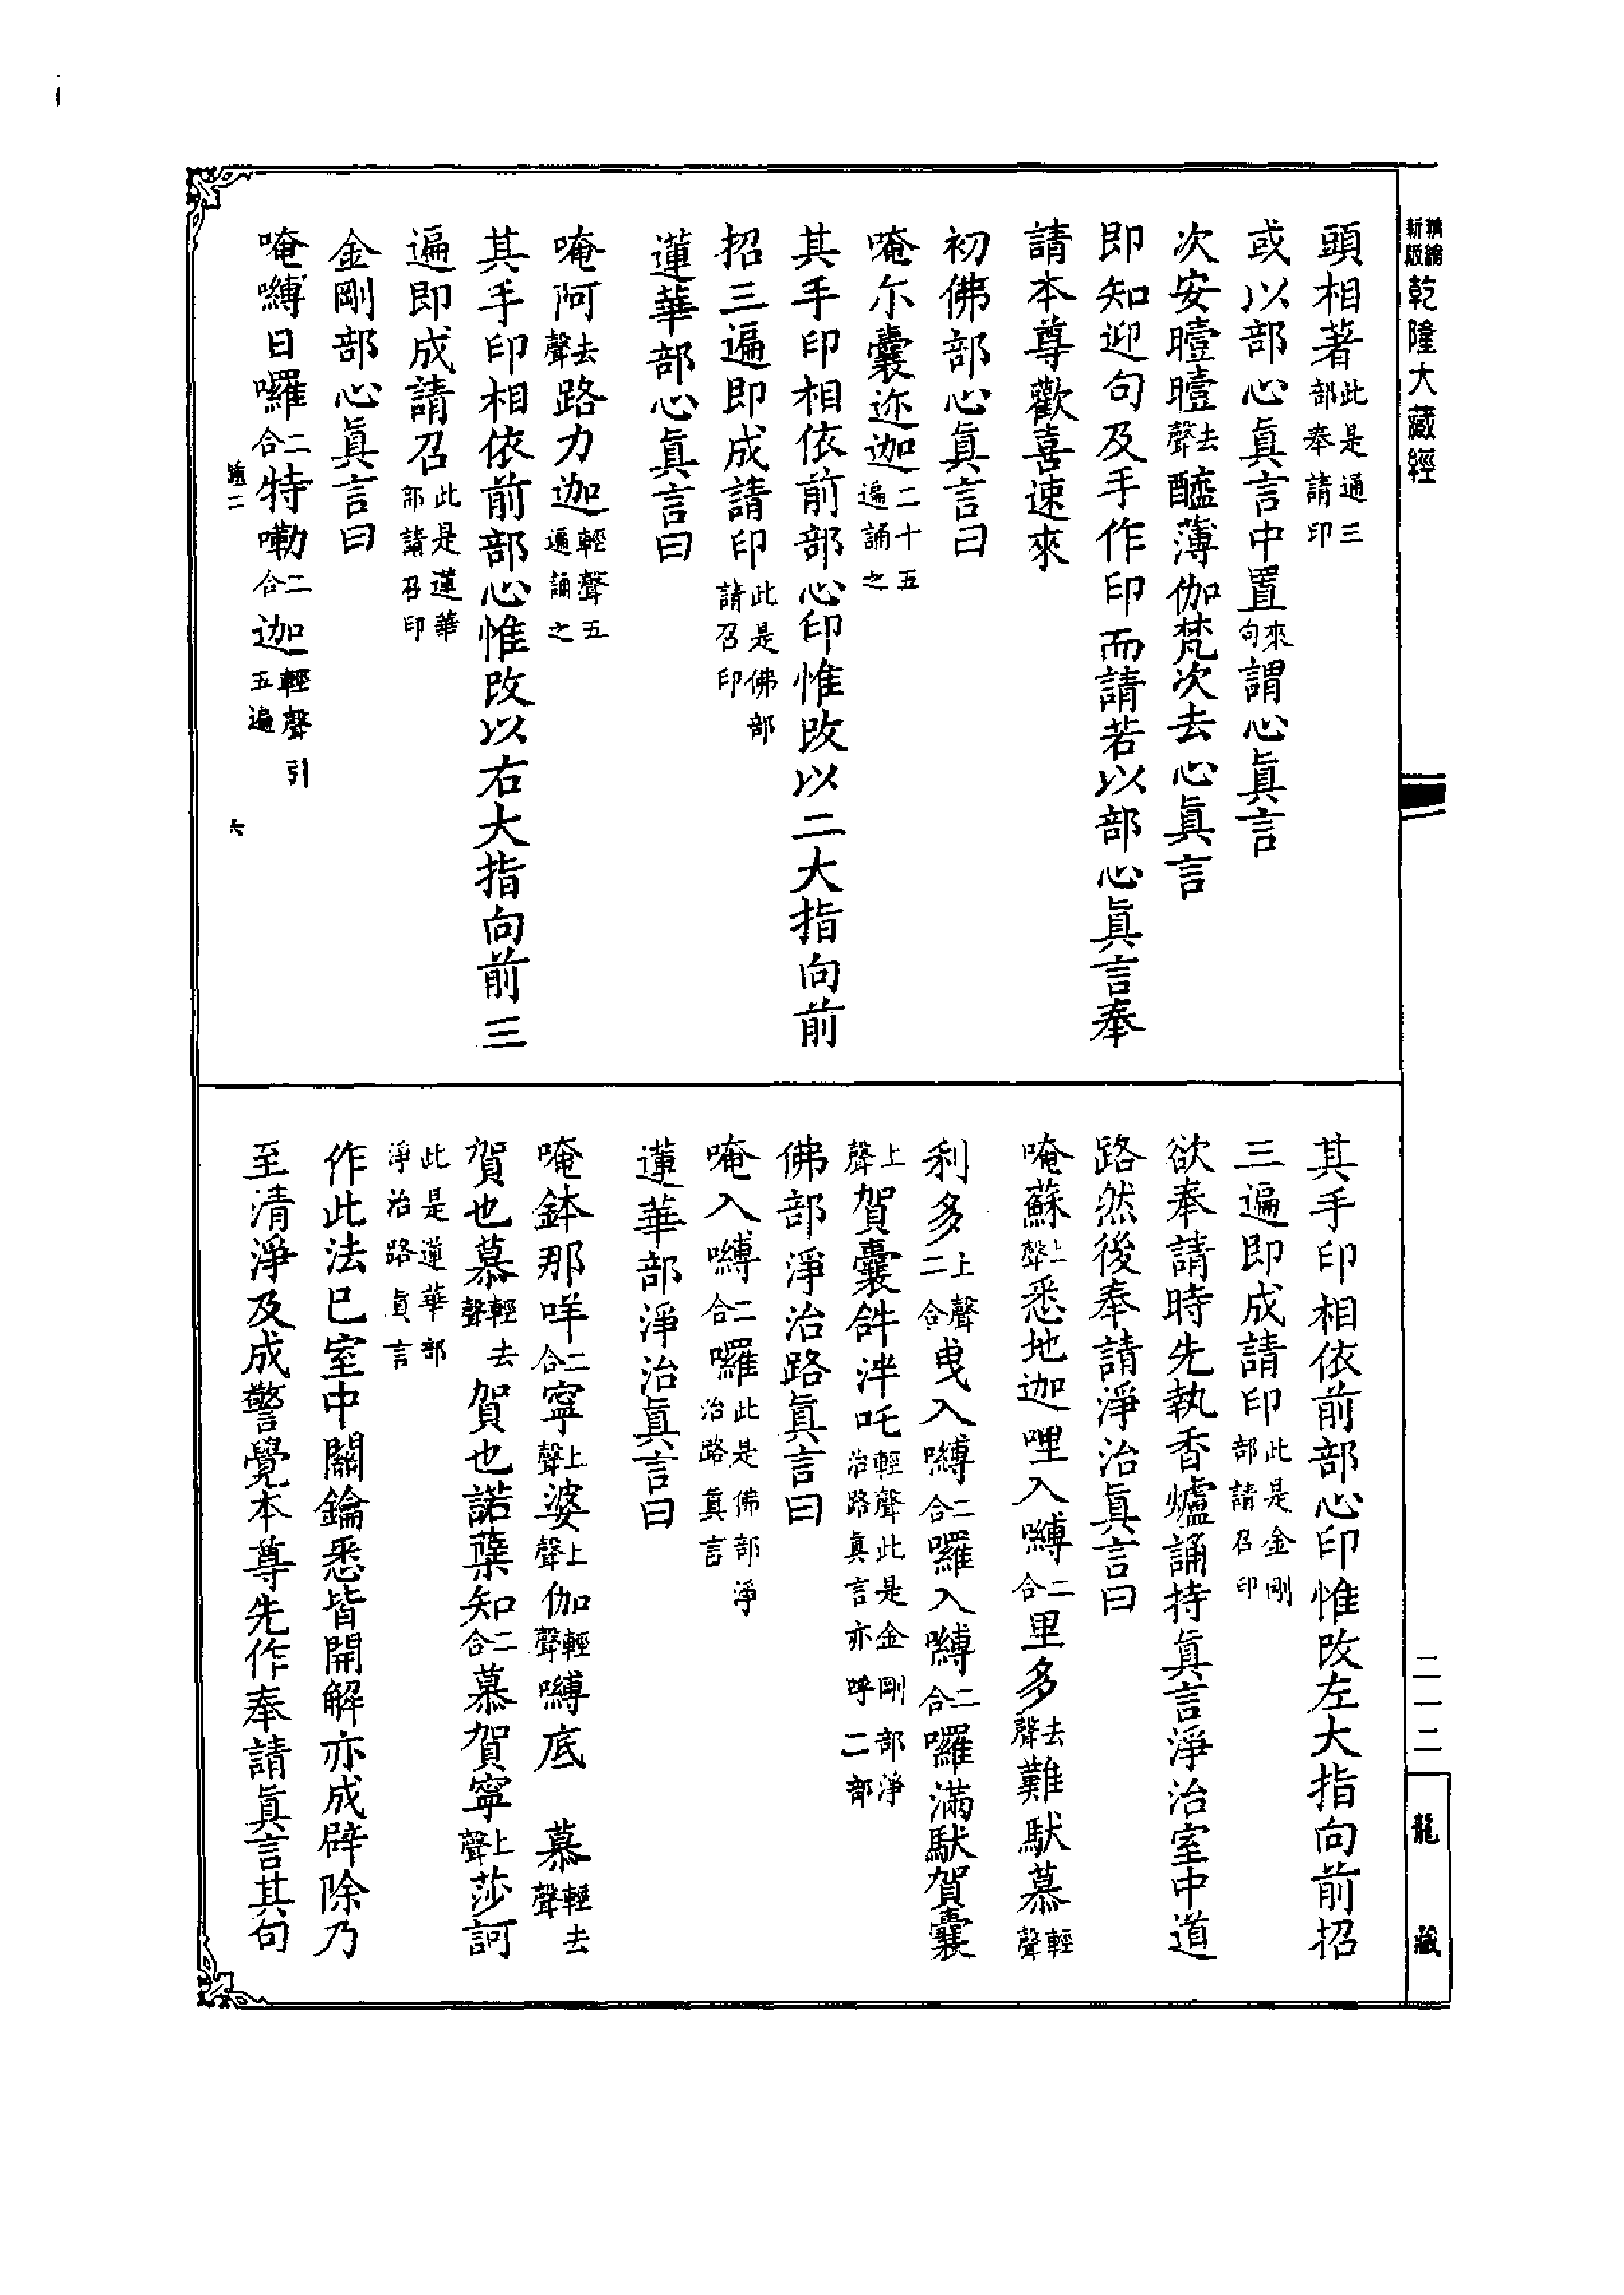 新版 精繪 乾隆大藏經
頭相著此是通三部奉請印
或以部心真言中置來句謂心真言
次安曀曀去聲醯薄伽梵次去心真言
即知迎句及手作印而請若以部心真言奉
請本尊歡喜速來
初佛部心真言曰
唵尒囊迩迦二十五遍誦之
其手印相依前部心印惟改以二大指向前
招三遍即成請印此是佛部請召印
蓮華部心真言曰
唵阿去聲路力迦輕聲五遍誦之
其手印相依前部心惟改以右大指向前三
遍即成請召此是蓮華部請召印
金剛部心真言曰
唵嚩日囉二合特嘞二合迦輕聲引五遍
六
其手印相依前部心印惟改左大指向前招
三遍即成請印此是金剛部請召印
欲奉請時先執香爐誦持真言淨治室中道
路然後奉請淨治真言曰
唵蘇上聲悉地迦哩入嚩二合里多去聲難馱慕輕聲
利多上聲二合曳入嚩二合囉入嚩二合囉滿馱賀囊
上聲賀囊𤙖泮吒輕聲此是金剛部淨治路真言亦呼二部
佛部淨治路真言曰
唵入嚩二合囉此是佛部淨治路真言
蓮華部淨治真言曰
唵鉢那咩二合寧上聲婆上聲伽輕聲嚩底 慕輕去聲
賀也慕輕去聲賀也諾蘖知二合慕賀寧上聲莎訶
此是蓮華部淨治路真言
作此法已室中關鑰悉皆開解亦成辟除乃
至清淨及成警覺本尊先作奉請真言其句
二一二
龍藏